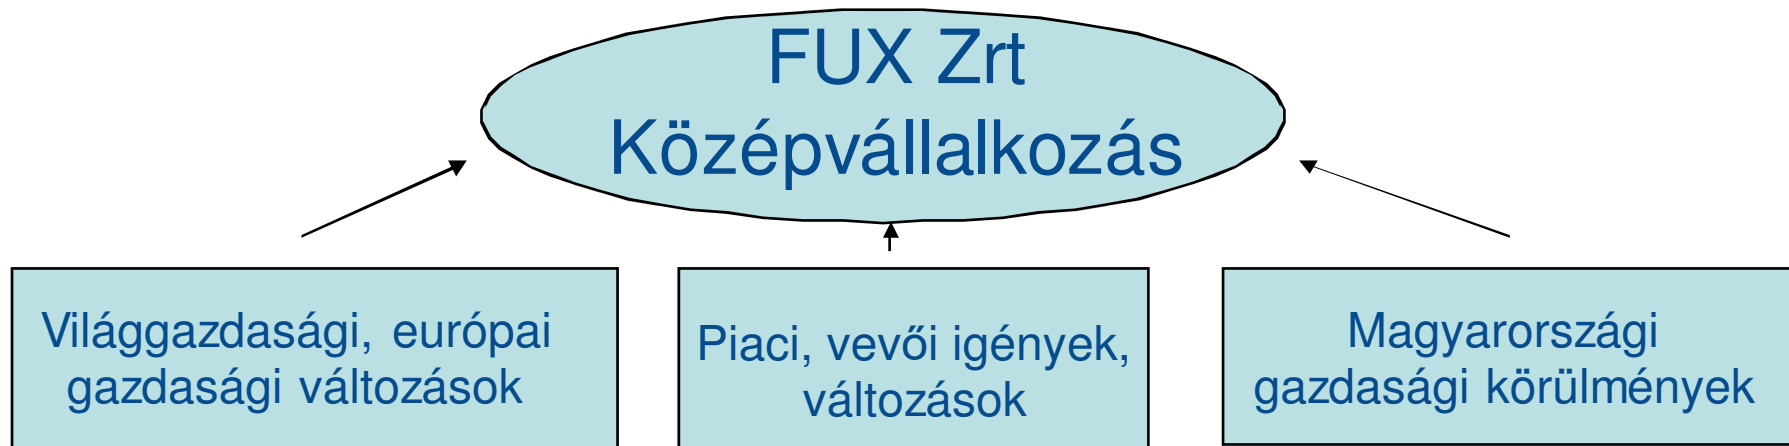 FUX Zrt
Középvállalkozás
Világgazdasági, európai
gazdasági változások
Piaci, vevői igények,
változások
Magyarországi
gazdasági körülmények